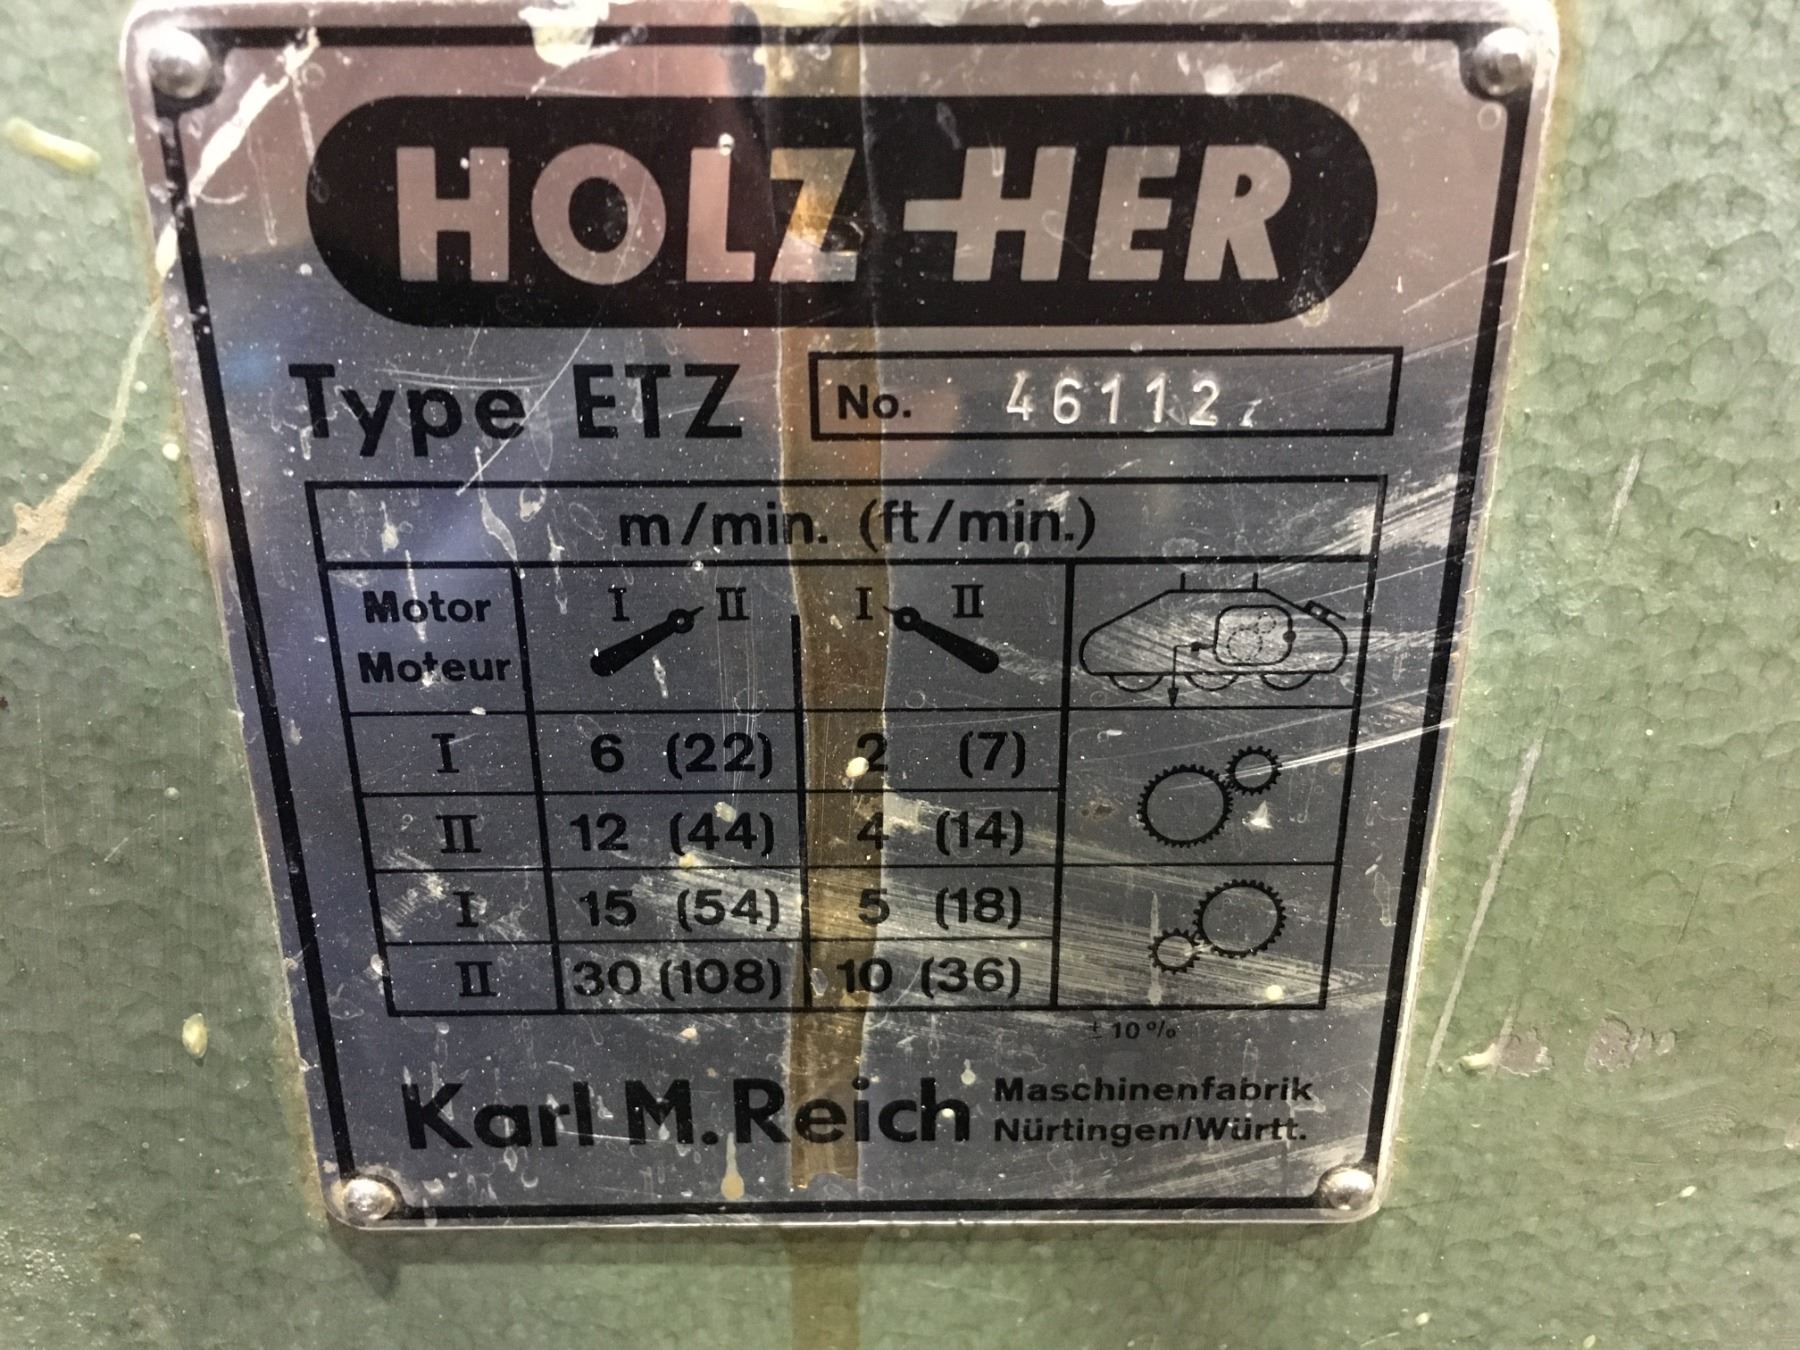 HOLZ-HER
Type ETZ No. 46112
m/min. (ft/min.)
Motor I II I II
Moteur
I 6 (22) 2 (7)
II 12 (44) 4 (14)
I 15 (54) 5 (18)
II 30 (108) 10 (36)
± 10%
Karl M. Reich Maschinenfabrik
Nürtingen/Württ.